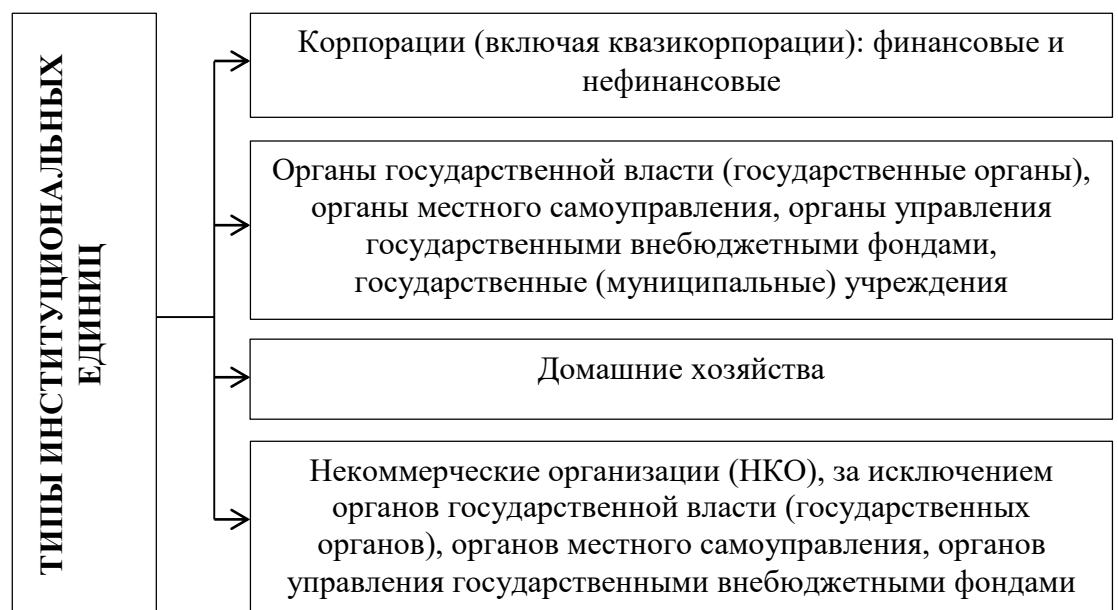 ТИПЫ ИНСТИТУЦИОНАЛЬНЫХ
ЕДИНИЦ
Корпорации (включая квазикорпорации): финансовые и
нефинансовые
Органы государственной власти (государственные органы),
органы местного самоуправления, органы управления
государственными внебюджетными фондами,
государственные (муниципальные) учреждения
Домашние хозяйства
Некоммерческие организации (НКО), за исключением
органов государственной власти (государственных
органов), органов местного самоуправления, органов
управления государственными внебюджетными фондами